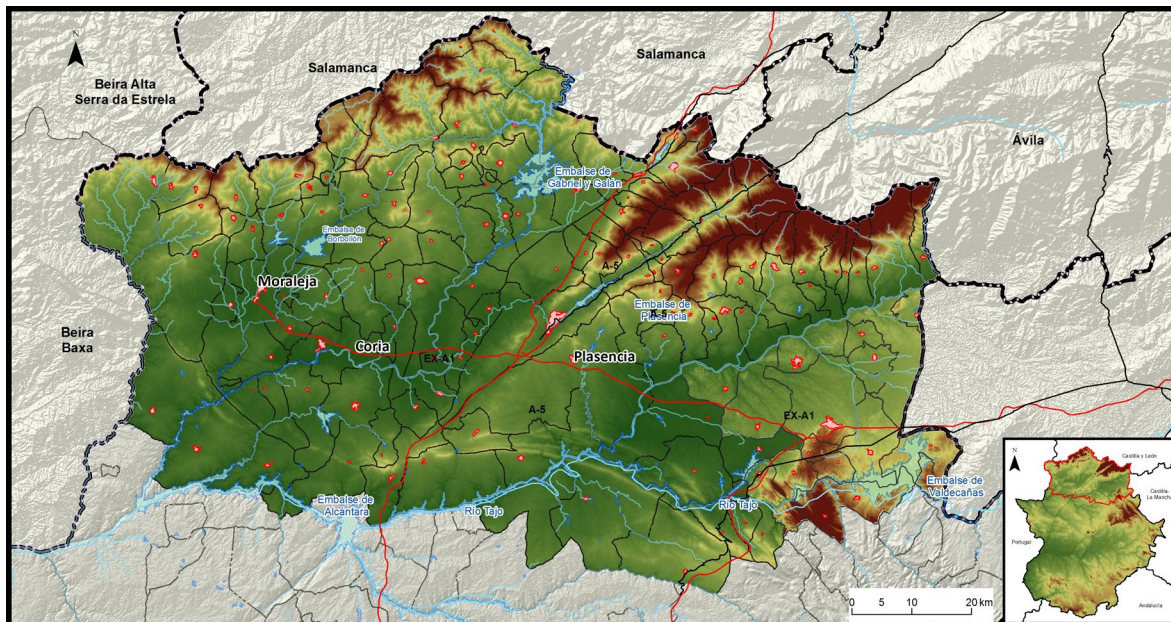 N
Salamanca
Salamanca
Beira Alta
Serra da Estrela
Ávila
Embalse de
Gabriel y Galán
Embalse de
Borbollón
A-5
Moraleja
Embalse de
Plasencia
A-5
Beira
Baxa
Coria
EX-A1
Plasencia
A-5
EX-A1
Embalse de
Valdecañas
Embalse de
Alcántara
Río Tajo
Río Tajo
0 5 10 20 km
N
Castilla y León
Castilla-
La Mancha
Portugal
Andalucía